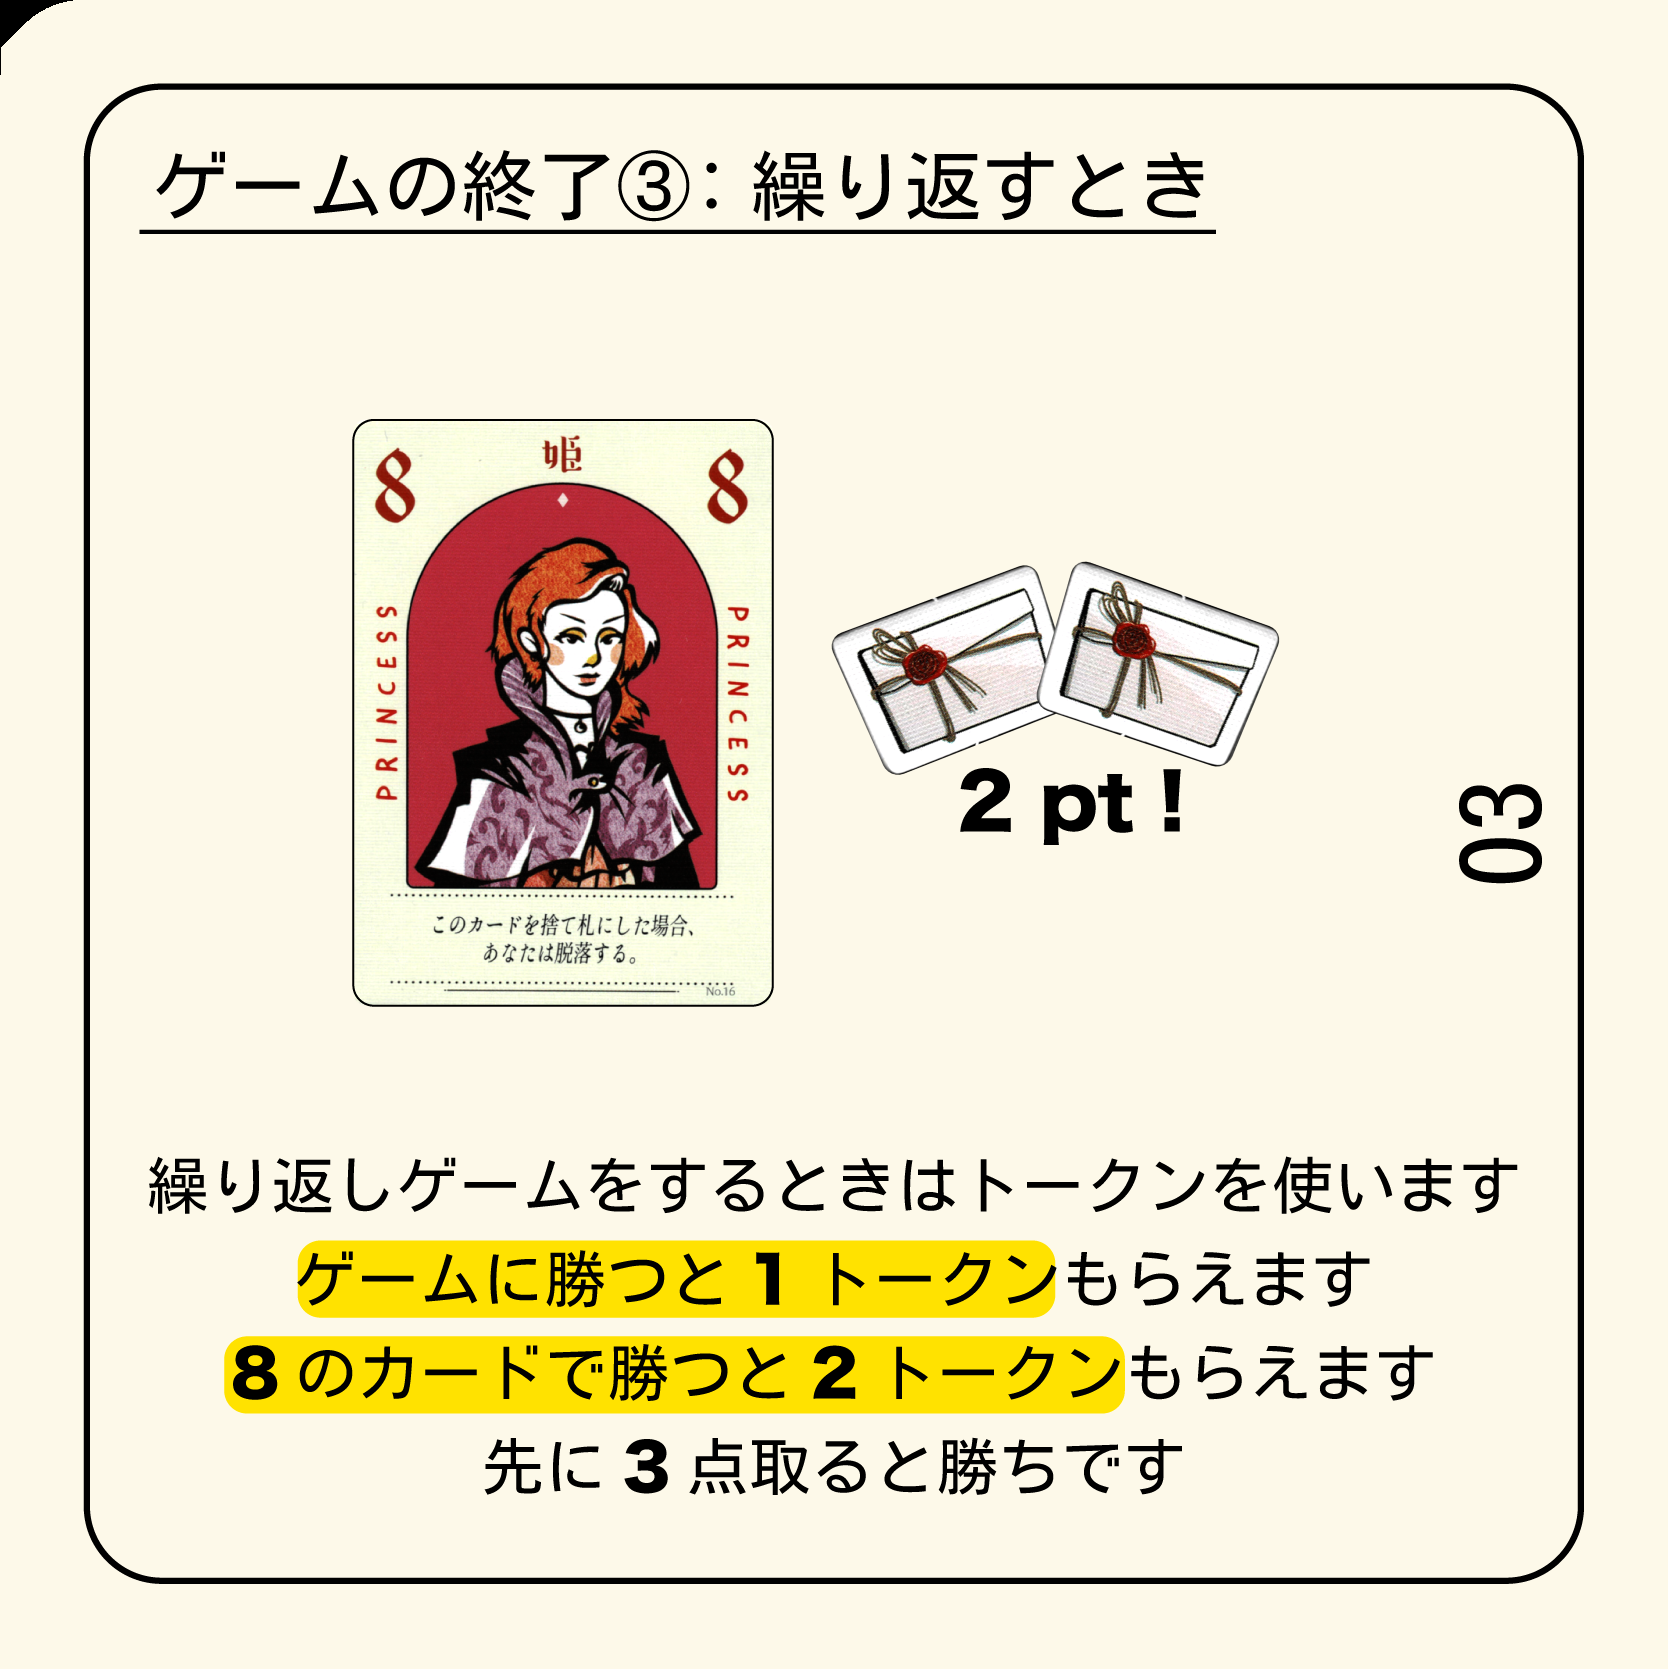 ゲームの終了③：繰り返すとき
8 姫 8
PRINCESS
PRINCESS
このカードを捨て札にした場合、
あなたは脱落する。
No.16
2 pt !
03
繰り返しゲームをするときはトークンを使います
ゲームに勝つと 1 トークンもらえます
8 のカードで勝つと 2 トークンもらえます
先に 3 点取ると勝ちです